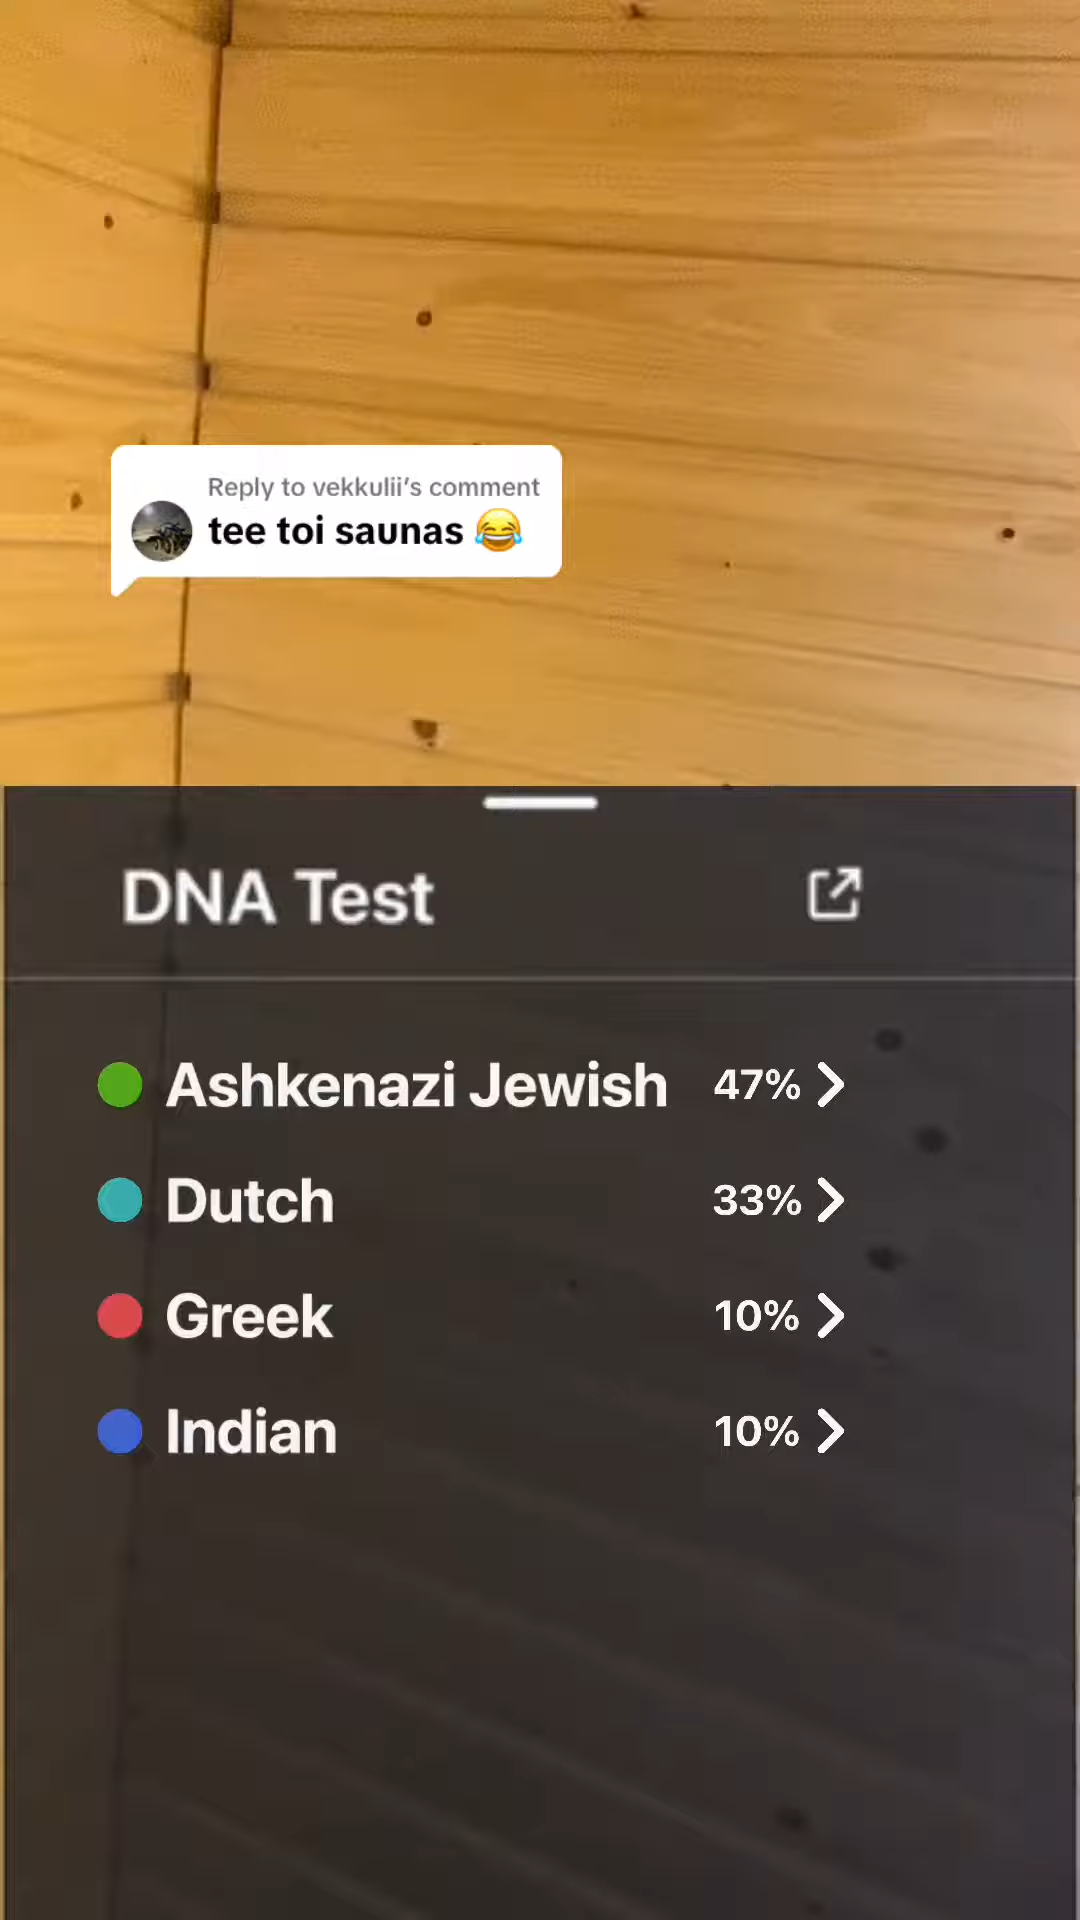 Reply to vekkulii's comment
tee toi saunas 😂
DNA Test
Ashkenazi Jewish 47%
Dutch 33%
Greek 10%
Indian 10%